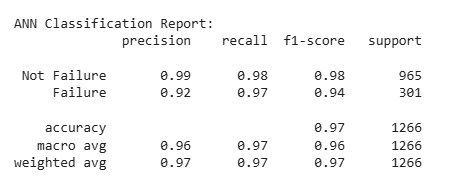 ANN Classification Report:
precision recall f1-score support
Not Failure 0.99 0.98 0.98 965
Failure 0.92 0.97 0.94 301
accuracy 0.97 1266
macro avg 0.96 0.97 0.96 1266
weighted avg 0.97 0.97 0.97 1266